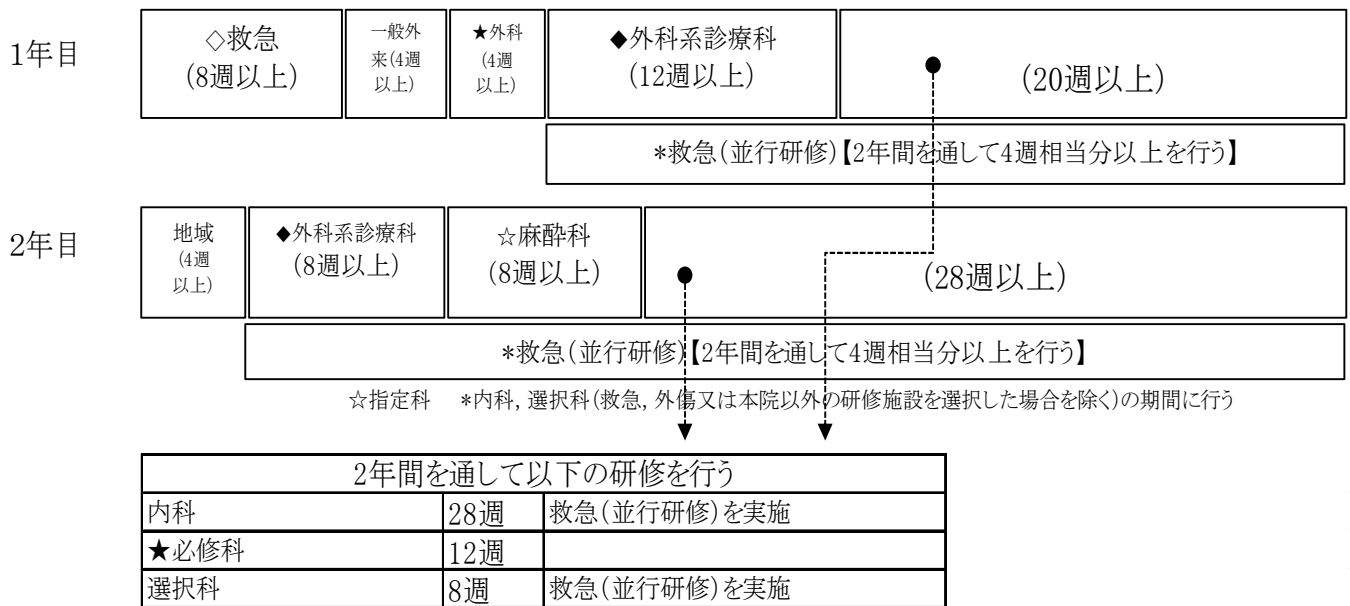 1年目
◇救急
(8週以上)
一般外
来(4週
以上)
★外科
(4週
以上)
◆外科系診療科
(12週以上)
(20週以上)
*救急(並行研修)【2年間を通して4週相当分以上を行う】
2年目
地域
(4週
以上)
◆外科系診療科
(8週以上)
☆麻酔科
(8週以上)
(28週以上)
*救急(並行研修)【2年間を通して4週相当分以上を行う】
☆指定科 *内科，選択科(救急，外傷又は本院以外の研修施設を選択した場合を除く)の期間に行う
2年間を通して以下の研修を行う
内科 28週 救急(並行研修)を実施
★必修科 12週
選択科 8週 救急(並行研修)を実施